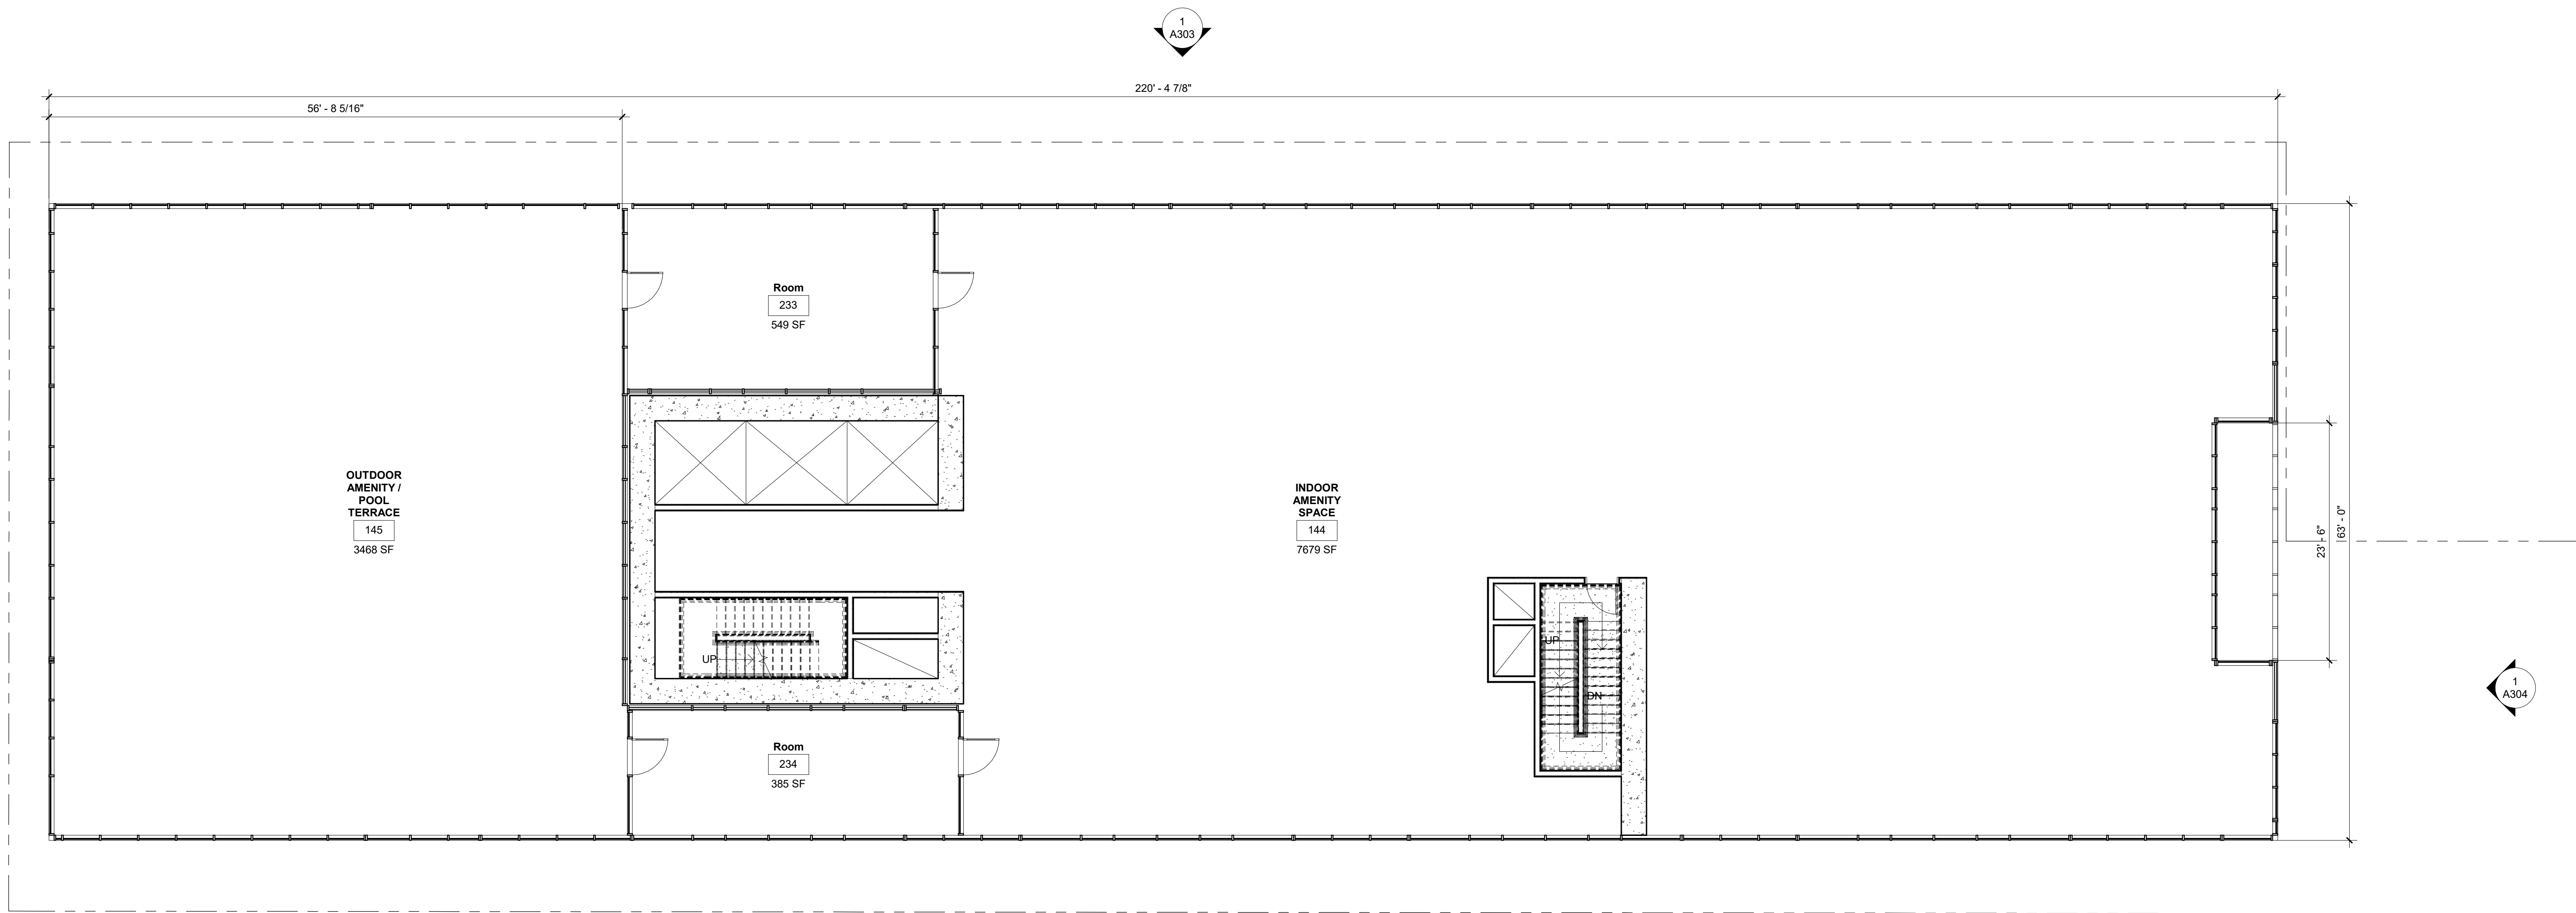 1
A303
220' - 4 7/8"
56' - 8 5/16"
Room
233
549 SF
OUTDOOR
AMENITY /
POOL
TERRACE
145
3468 SF
INDOOR
AMENITY
SPACE
144
7679 SF
23' - 6"
63' - 0"
UP
UP
DN
1
A304
Room
234
385 SF